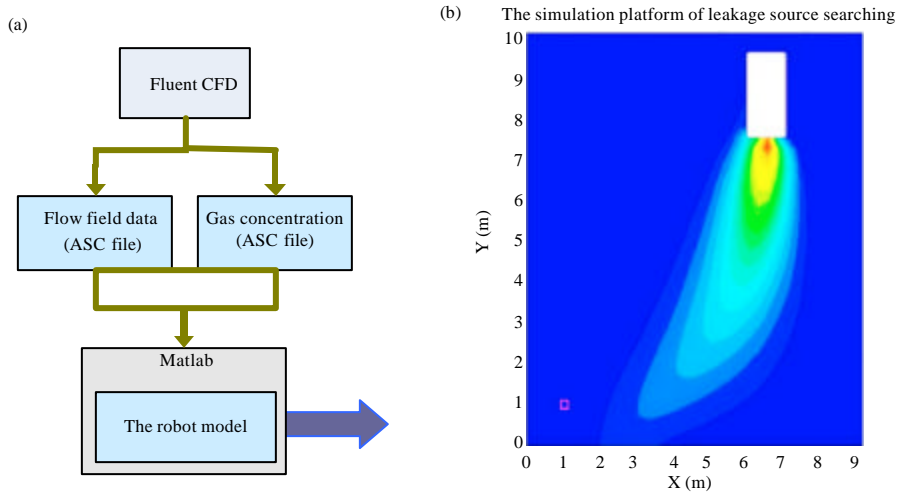 (a)
Fluent CFD
Flow field data
(ASC file)
Gas concentration
(ASC file)
Matlab
The robot model
(b)
The simulation platform of leakage source searching
10
9
8
7
6
5
4
3
2
1
0
Y (m)
0 1 2 3 4 5 6 7 8 9
X (m)